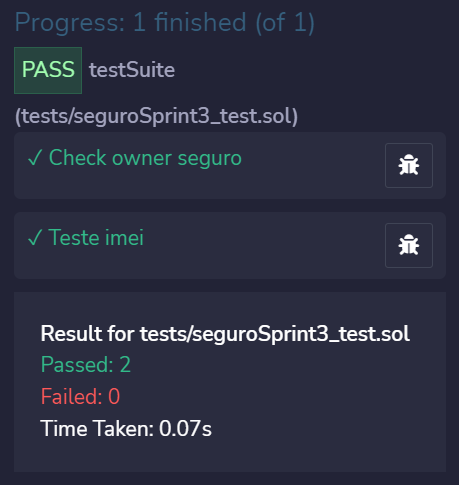 Progress: 1 finished (of 1)
PASS testSuite
(tests/seguroSprint3_test.sol)
✓ Check owner seguro
✓ Teste imei
Result for tests/seguroSprint3_test.sol
Passed: 2
Failed: 0
Time Taken: 0.07s